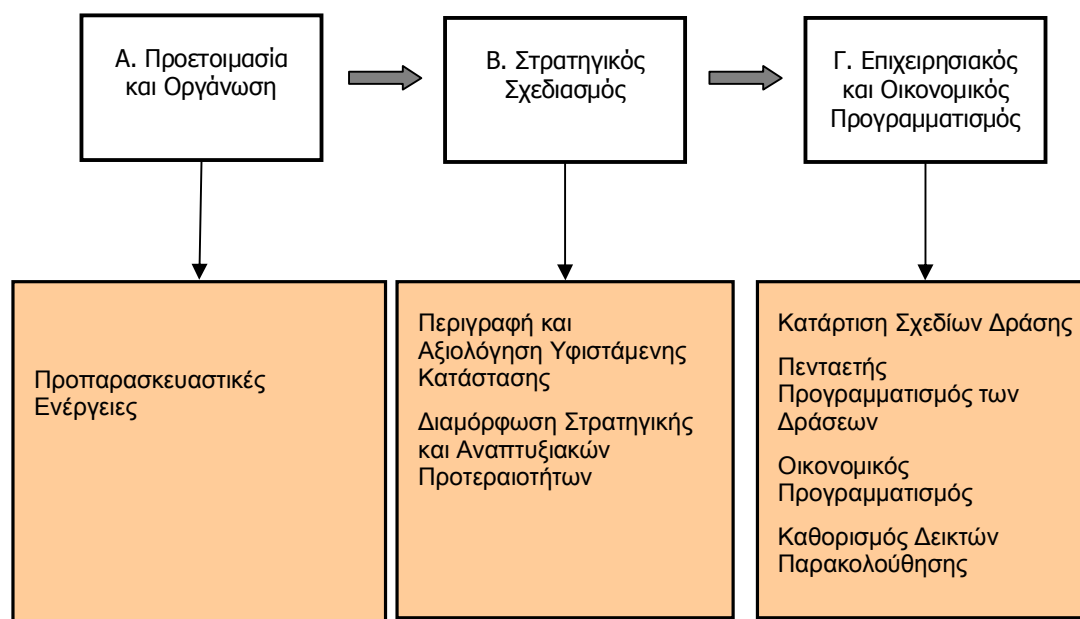 Α. Προετοιμασία
και Οργάνωση
Β. Στρατηγικός
Σχεδιασμός
Γ. Επιχειρησιακός
και Οικονομικός
Προγραμματισμός
Προπαρασκευαστικές
Ενέργειες
Περιγραφή και
Αξιολόγηση Υφιστάμενης
Κατάστασης
Διαμόρφωση Στρατηγικής
και Αναπτυξιακών
Προτεραιοτήτων
Κατάρτιση Σχεδίων Δράσης
Πενταετής
Προγραμματισμός των
Δράσεων
Οικονομικός
Προγραμματισμός
Καθορισμός Δεικτών
Παρακολούθησης